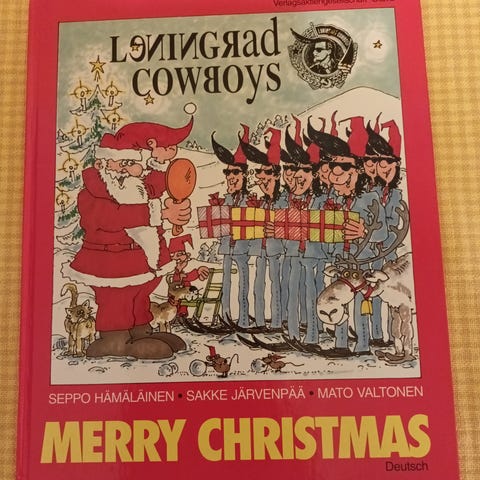 Verlagsaktiengesellschaft
LENINGRAD
COWBOYS
SEPPO HÄMÄLÄINEN • SAKKE JÄRVENPÄÄ • MATO VALTONEN
MERRY CHRISTMAS
Deutsch